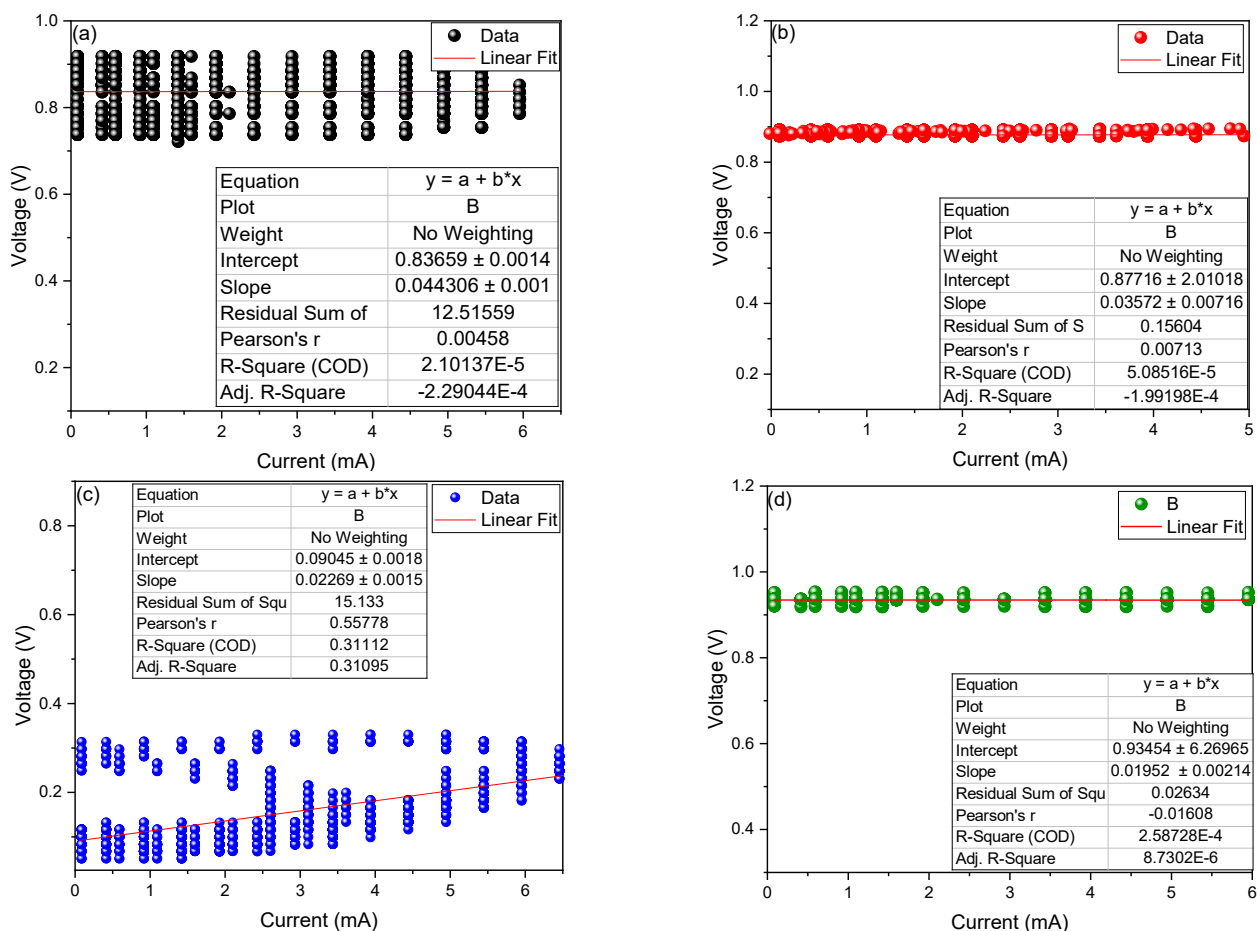 (a)
Data
Linear Fit
Voltage (V)
1.0
0.8
0.6
0.4
0.2
Equation y = a + b*x
Plot B
Weight No Weighting
Intercept 0.83659 ± 0.0014
Slope 0.044306 ± 0.001
Residual Sum of 12.51559
Pearson's r 0.00458
R-Square (COD) 2.10137E-5
Adj. R-Square -2.29044E-4
0 1 2 3 4 5 6
Current (mA)
(b)
Data
Linear Fit
Voltage (V)
1.2
1.0
0.8
0.6
0.4
0.2
Equation y = a + b*x
Plot B
Weight No Weighting
Intercept 0.87716 ± 2.01018
Slope 0.03572 ± 0.00716
Residual Sum of S 0.15604
Pearson's r 0.00713
R-Square (COD) 5.08516E-5
Adj. R-Square -1.99198E-4
0 1 2 3 4 5
Current (mA)
(c)
Data
Linear Fit
Voltage (V)
0.8
0.6
0.4
0.2
Equation y = a + b*x
Plot B
Weight No Weighting
Intercept 0.09045 ± 0.0018
Slope 0.02269 ± 0.0015
Residual Sum of Squ 15.133
Pearson's r 0.55778
R-Square (COD) 0.31112
Adj. R-Square 0.31095
0 1 2 3 4 5 6
Current (mA)
(d)
B
Linear Fit
Voltage (V)
1.2
1.0
0.8
0.6
0.4
Equation y = a + b*x
Plot B
Weight No Weighting
Intercept 0.93454 ± 6.26965
Slope 0.01952 ± 0.00214
Residual Sum of Squ 0.02634
Pearson's r -0.01608
R-Square (COD) 2.58728E-4
Adj. R-Square 8.7302E-6
0 1 2 3 4 5 6
Current (mA)